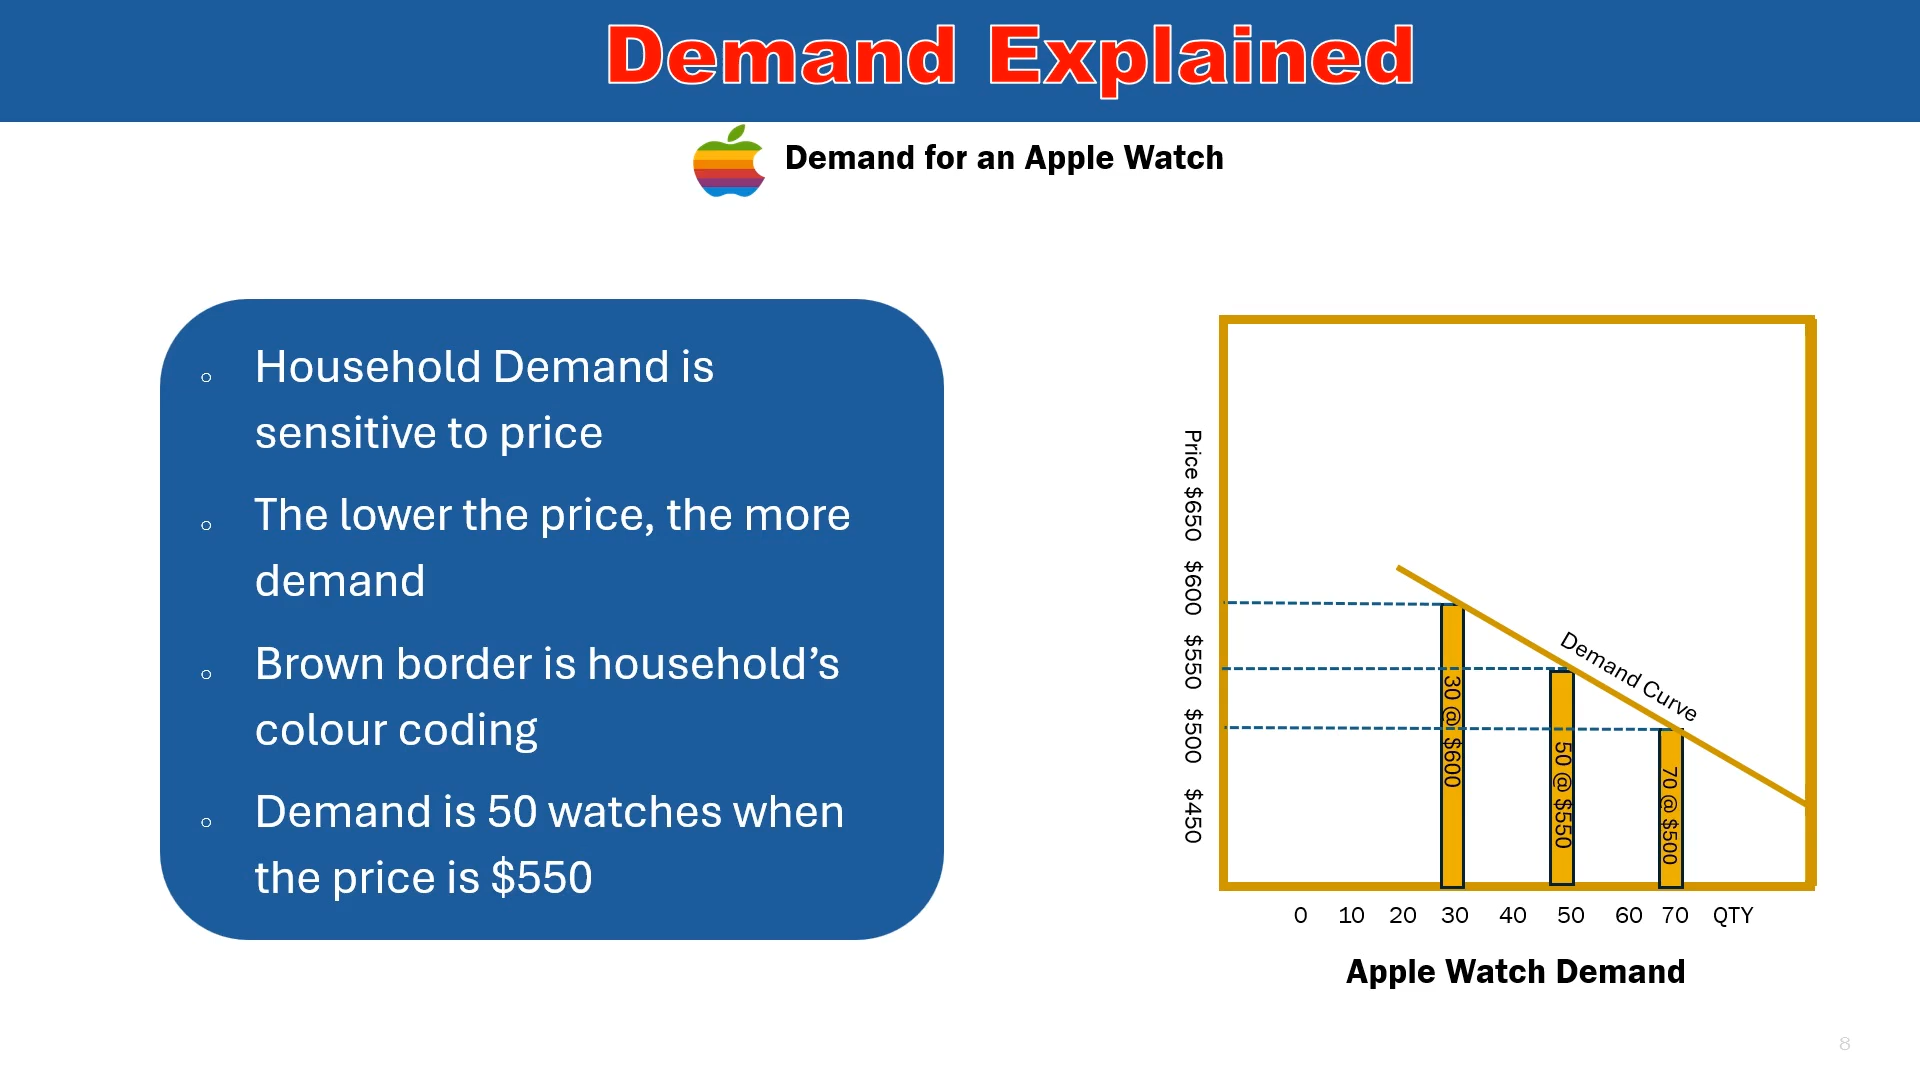 Demand Explained
Demand for an Apple Watch
Household Demand is
sensitive to price
The lower the price, the more
demand
Brown border is household’s
colour coding
Demand is 50 watches when
the price is $550
Price $650 $600 $550 $500 $450
Demand Curve
30 @ $600
50 @ $550
70 @ $500
0 10 20 30 40 50 60 70 QTY
Apple Watch Demand
8